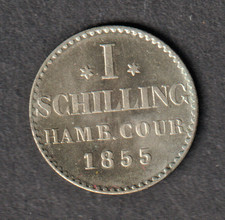 * I *
SCHILLING
HAMB. COUR.
1855